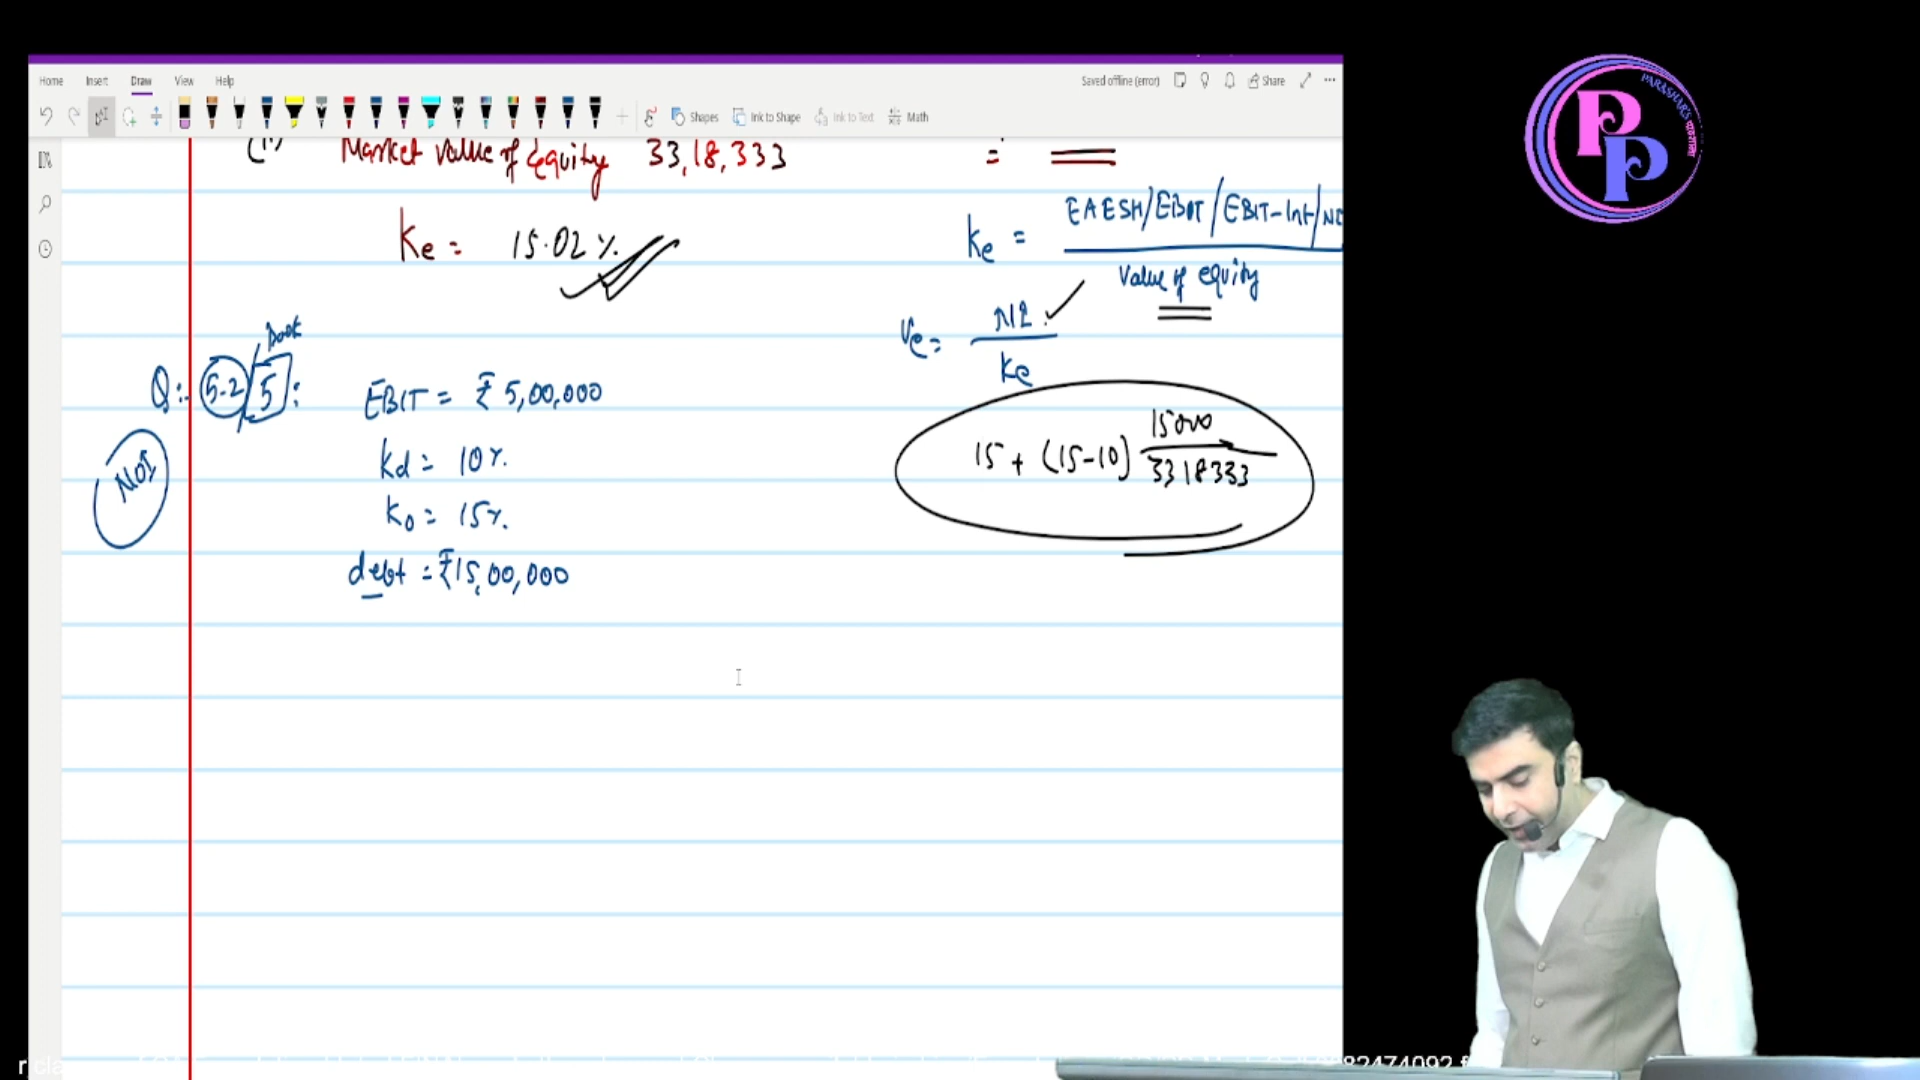 Home Insert Draw View Help Saved offline (error) Share
Shapes Ink to Shape Ink to Text Math
(i) Market Value of Equity 33,18,333 =
Ke = 15.02 %
Ke = EAESH/EBDT/EBIT-Int/
Value of equity
Ve = NI
Ke
Book
Q:- 5.2/5:
NOI
EBIT = ₹ 5,00,000
Kd = 10%.
Ko = 15%.
debt = ₹15,00,000
15 + (15-10) 15000
3318333
PARASHAR'S
PP